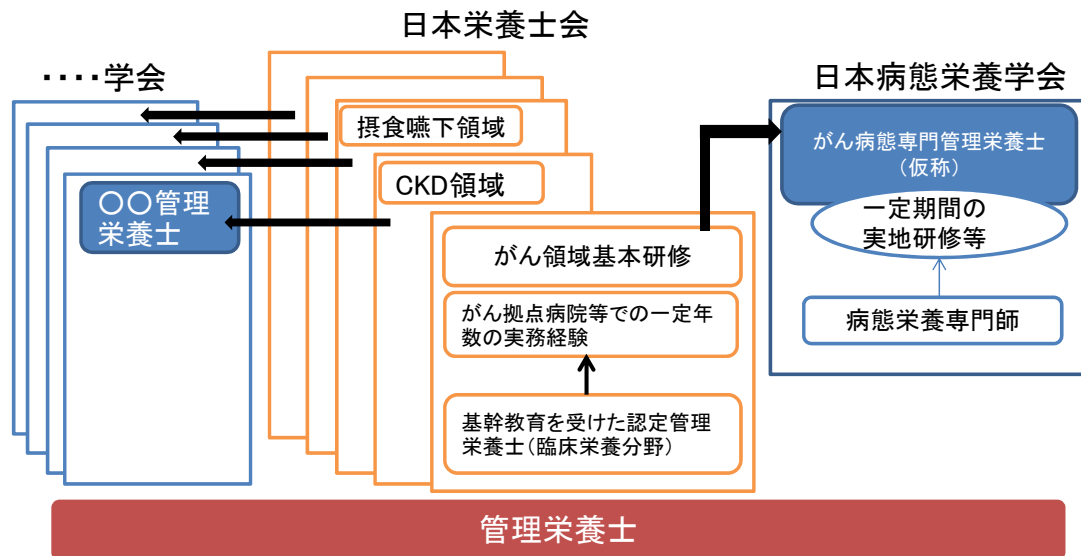 日本栄養士会
・・・・学会
日本病態栄養学会
摂食嚥下領域
CKD領域
〇〇管理
栄養士
がん領域基本研修
がん拠点病院等での一定年
数の実務経験
基幹教育を受けた認定管理
栄養士(臨床栄養分野)
がん病態専門管理栄養士
(仮称)
一定期間の
実地研修等
病態栄養専門師
管理栄養士